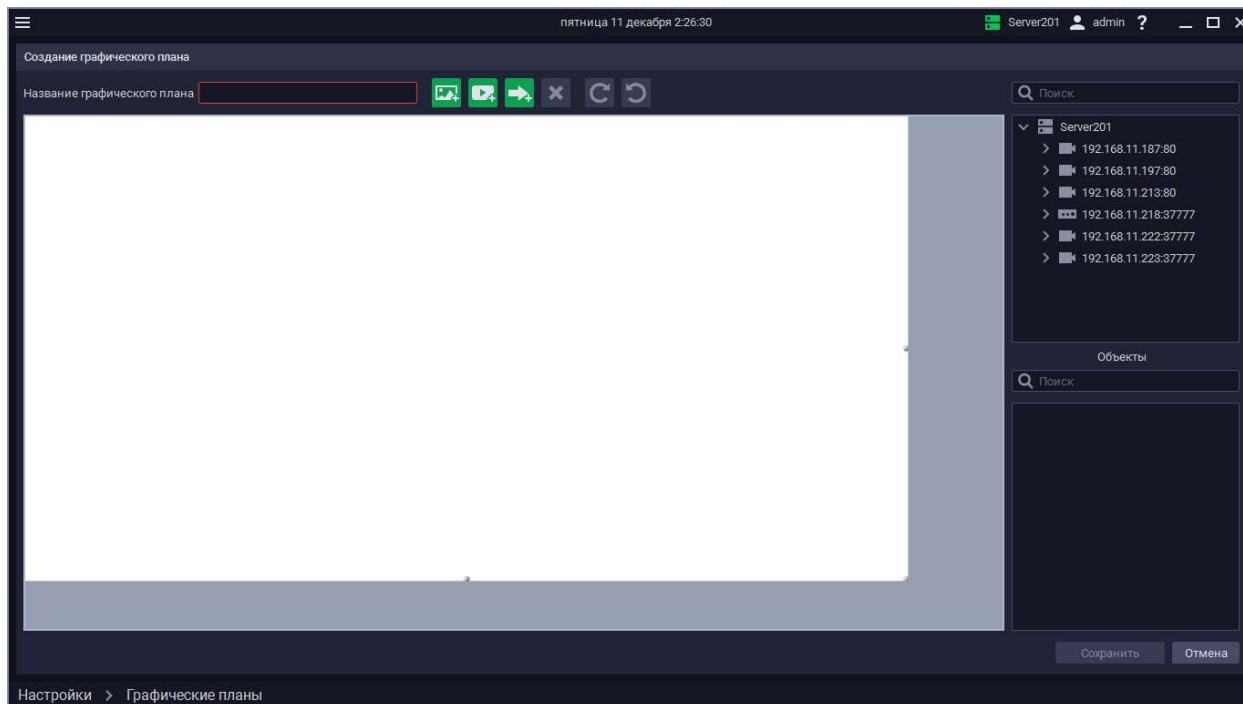 пятница 11 декабря 2:26:30
Server201 admin ?
Создание графического плана
Название графического плана
Поиск
Server201
192.168.11.187:80
192.168.11.197:80
192.168.11.213:80
192.168.11.218:37777
192.168.11.222:37777
192.168.11.223:37777
Объекты
Поиск
Сохранить Отмена
Настройки > Графические планы